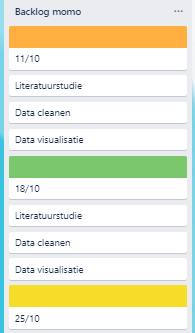 Backlog momo
11/10
Literatuurstudie
Data cleanen
Data visualisatie
18/10
Literatuurstudie
Data cleanen
Data visualisatie
25/10